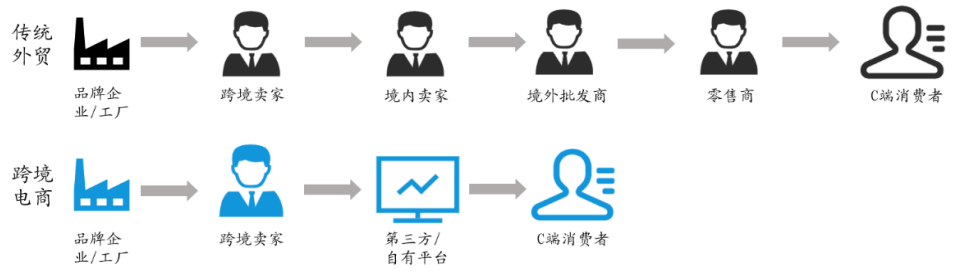 传统
外贸
品牌企
业/工厂
跨境卖家
境内卖家
境外批发商
零售商
C端消费者
跨境
电商
品牌企
业/工厂
跨境卖家
第三方/
自有平台
C端消费者